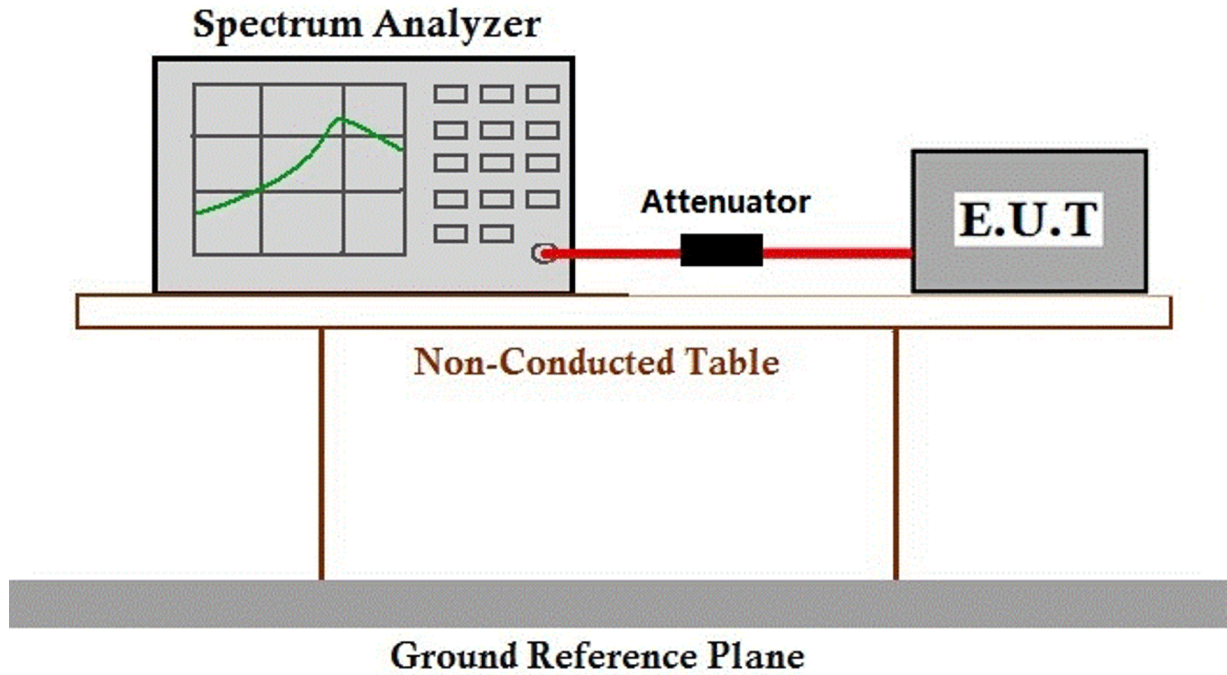 Spectrum Analyzer
Attenuator
E.U.T
Non-Conducted Table
Ground Reference Plane